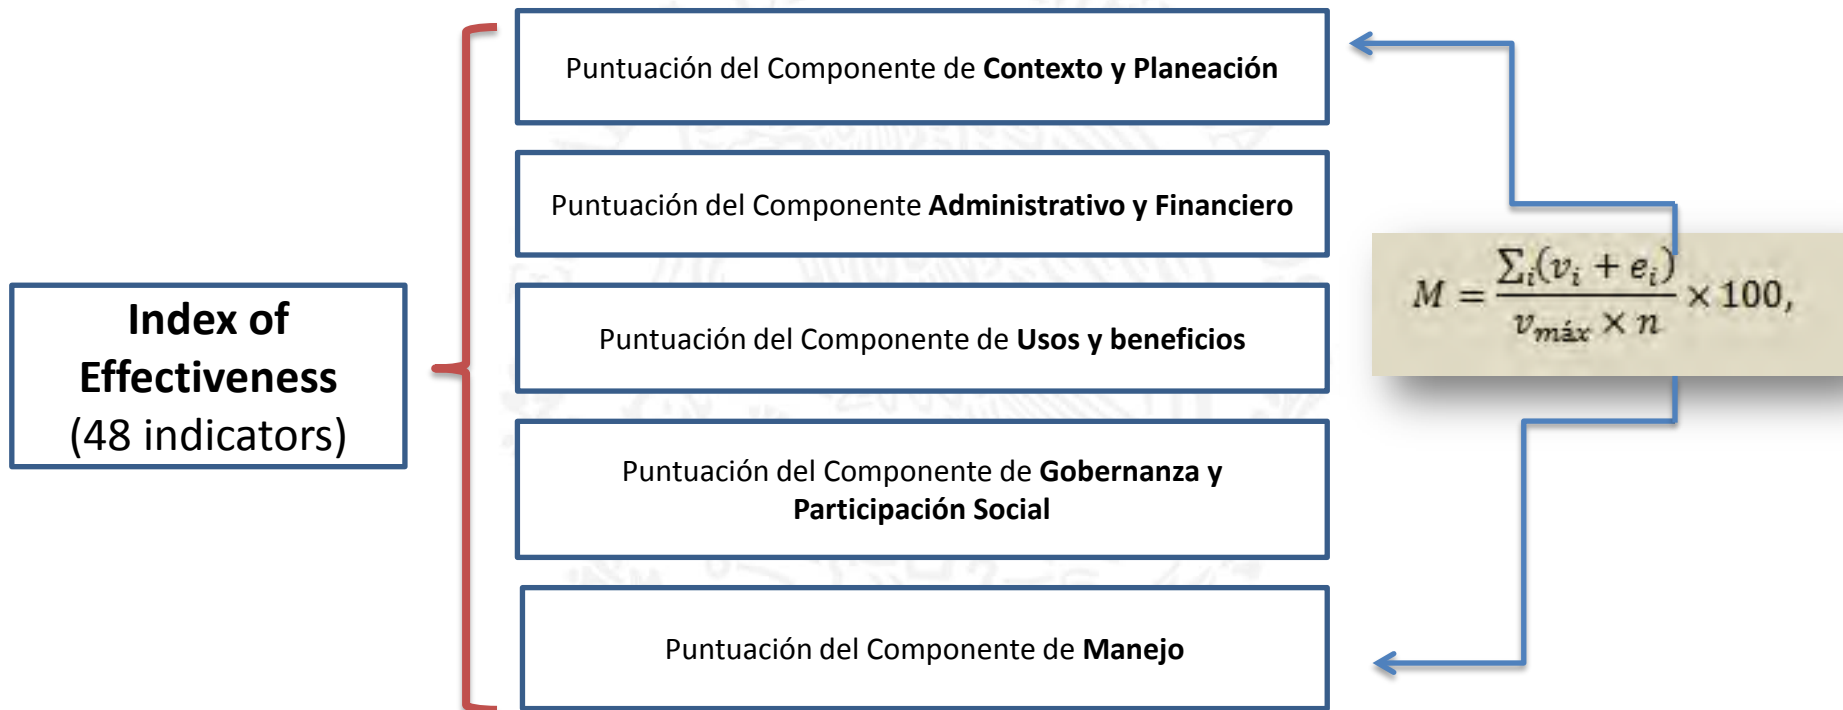 Puntuación del Componente de Contexto y Planeación
Puntuación del Componente Administrativo y Financiero
Index of
Effectiveness
(48 indicators)
Puntuación del Componente de Usos y beneficios
Puntuación del Componente de Gobernanza y
Participación Social
Puntuación del Componente de Manejo
M = ∑ᵢ(vᵢ + eᵢ) / vₘáₓ × n × 100,